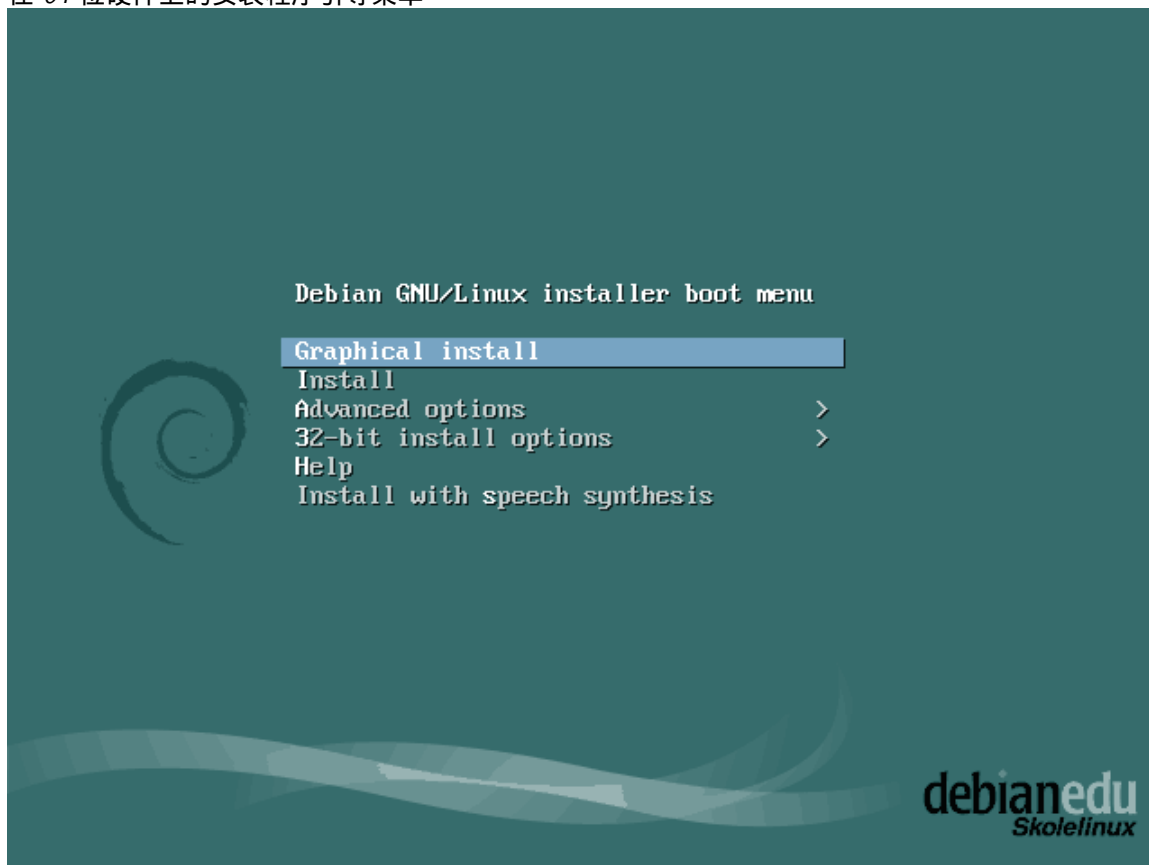 Debian GNU/Linux installer boot menu
Graphical install
Install
Advanced options >
32-bit install options >
Help
Install with speech synthesis
debianedu
Skolelinux